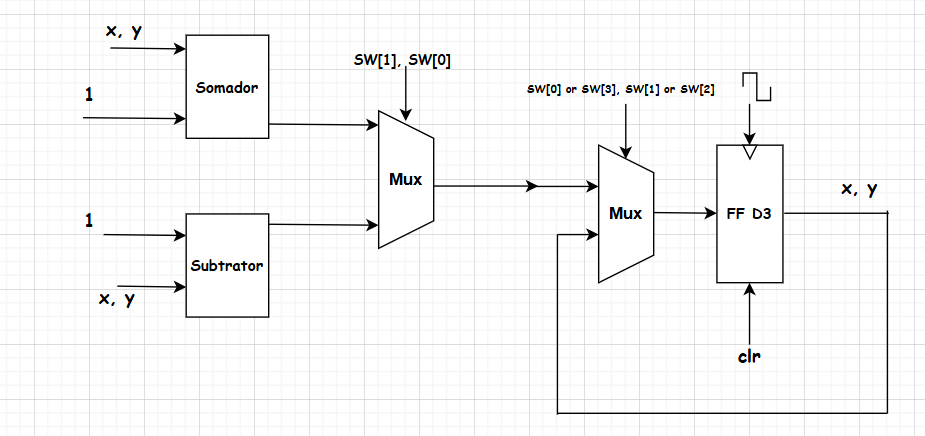 x, y
1
Somador
SW[1], SW[0]
Mux
1
Subtrator
x, y
SW[0] or SW[3], SW[1] or SW[2]
Mux
FF D3
x, y
clr